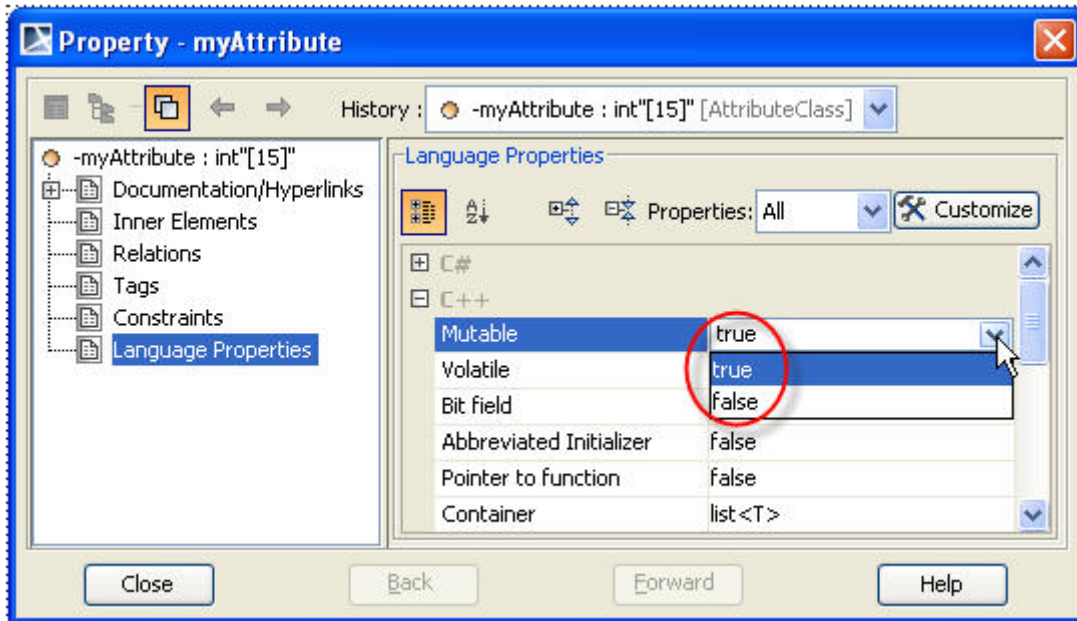 Property - myAttribute
History : -myAttribute : int"[15]" [AttributeClass]
-myAttribute : int"[15]"
Documentation/Hyperlinks
Inner Elements
Relations
Tags
Constraints
Language Properties
Language Properties
Properties: All Customize
C#
C++
Mutable true
Volatile true
Bit field false
Abbreviated Initializer false
Pointer to function false
Container list<T>
Close Back Forward Help